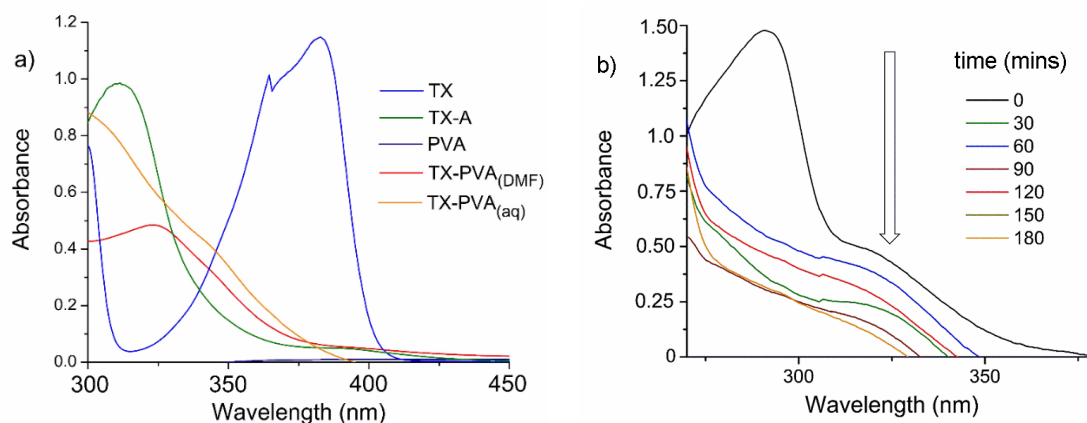 a)
1.2
1.0
0.8
0.6
0.4
0.2
0.0
Absorbance
300 350 400 450
Wavelength (nm)
TX
TX-A
PVA
TX-PVA(DMF)
TX-PVA(aq)
b)
1.50
1.25
1.0
0.75
0.50
0.25
0
Absorbance
300 350
Wavelength (nm)
time (mins)
0
30
60
90
120
150
180